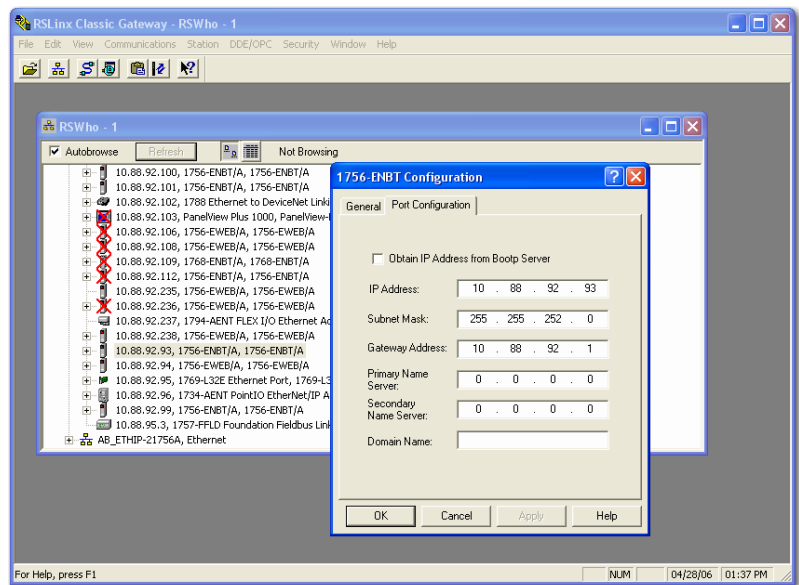 RSLinx Classic Gateway - RSWho - 1
File Edit View Communications Station DDE/OPC Security Window Help
RSWho - 1
Autobrowse Refresh Not Browsing
10.88.92.100, 1756-ENBT/A, 1756-ENBT/A
10.88.92.101, 1756-ENBT/A, 1756-ENBT/A
10.88.92.102, 1788 Ethernet to DeviceNet Linki
10.88.92.103, PanelView Plus 1000, PanelView-
10.88.92.106, 1756-EWEB/A, 1756-EWEB/A
10.88.92.108, 1756-EWEB/A, 1756-EWEB/A
10.88.92.109, 1768-ENBT/A, 1768-ENBT/A
10.88.92.112, 1756-ENBT/A, 1756-ENBT/A
10.88.92.235, 1756-EWEB/A, 1756-EWEB/A
10.88.92.236, 1756-EWEB/A, 1756-EWEB/A
10.88.92.237, 1794-AENT FLEX I/O Ethernet Ad
10.88.92.238, 1756-EWEB/A, 1756-EWEB/A
10.88.92.93, 1756-ENBT/A, 1756-ENBT/A
10.88.92.94, 1756-EWEB/A, 1756-EWEB/A
10.88.92.95, 1769-L32E Ethernet Port, 1769-L3
10.88.92.96, 1734-AENT PointIO EtherNet/IP A
10.88.92.99, 1756-ENBT/A, 1756-ENBT/A
10.88.95.3, 1757-FFLD Foundation Fieldbus Link
AB_ETHIP-21756A, Ethernet
1756-ENBT Configuration
General Port Configuration
Obtain IP Address from Bootp Server
IP Address: 10 . 88 . 92 . 93
Subnet Mask: 255 . 255 . 252 . 0
Gateway Address: 10 . 88 . 92 . 1
Primary Name
Server: 0 . 0 . 0 . 0
Secondary
Name Server: 0 . 0 . 0 . 0
Domain Name:
OK Cancel Apply Help
For Help, press F1 NUM 04/28/06 01:37 PM